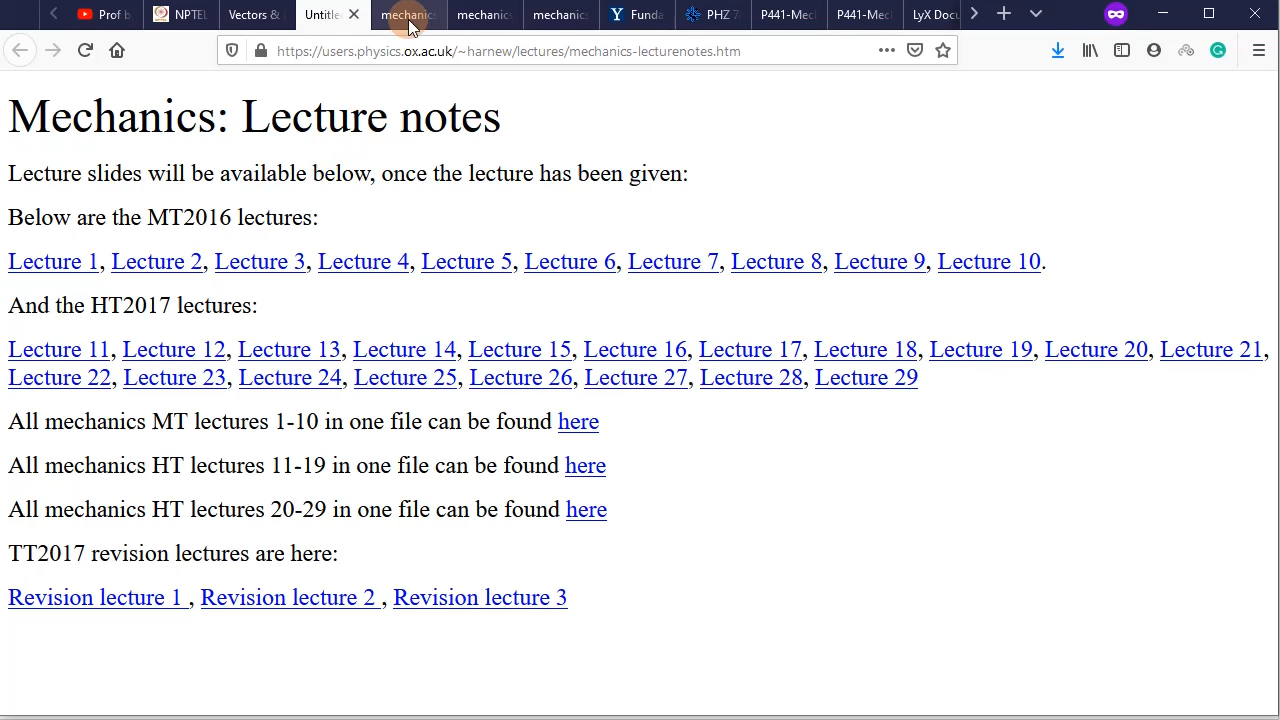 Prof b
NPTEL
Vectors &
Untitle
mechanics
mechanics
mechanics
Funda
PHZ 7
P441-Mec
P441-Mec
LyX Docu
https://users.physics.ox.ac.uk/~harnew/lectures/mechanics-lecturenotes.htm
Mechanics: Lecture notes
Lecture slides will be available below, once the lecture has been given:
Below are the MT2016 lectures:
Lecture 1, Lecture 2, Lecture 3, Lecture 4, Lecture 5, Lecture 6, Lecture 7, Lecture 8, Lecture 9, Lecture 10.
And the HT2017 lectures:
Lecture 11, Lecture 12, Lecture 13, Lecture 14, Lecture 15, Lecture 16, Lecture 17, Lecture 18, Lecture 19, Lecture 20, Lecture 21,
Lecture 22, Lecture 23, Lecture 24, Lecture 25, Lecture 26, Lecture 27, Lecture 28, Lecture 29
All mechanics MT lectures 1-10 in one file can be found here
All mechanics HT lectures 11-19 in one file can be found here
All mechanics HT lectures 20-29 in one file can be found here
TT2017 revision lectures are here:
Revision lecture 1 , Revision lecture 2 , Revision lecture 3